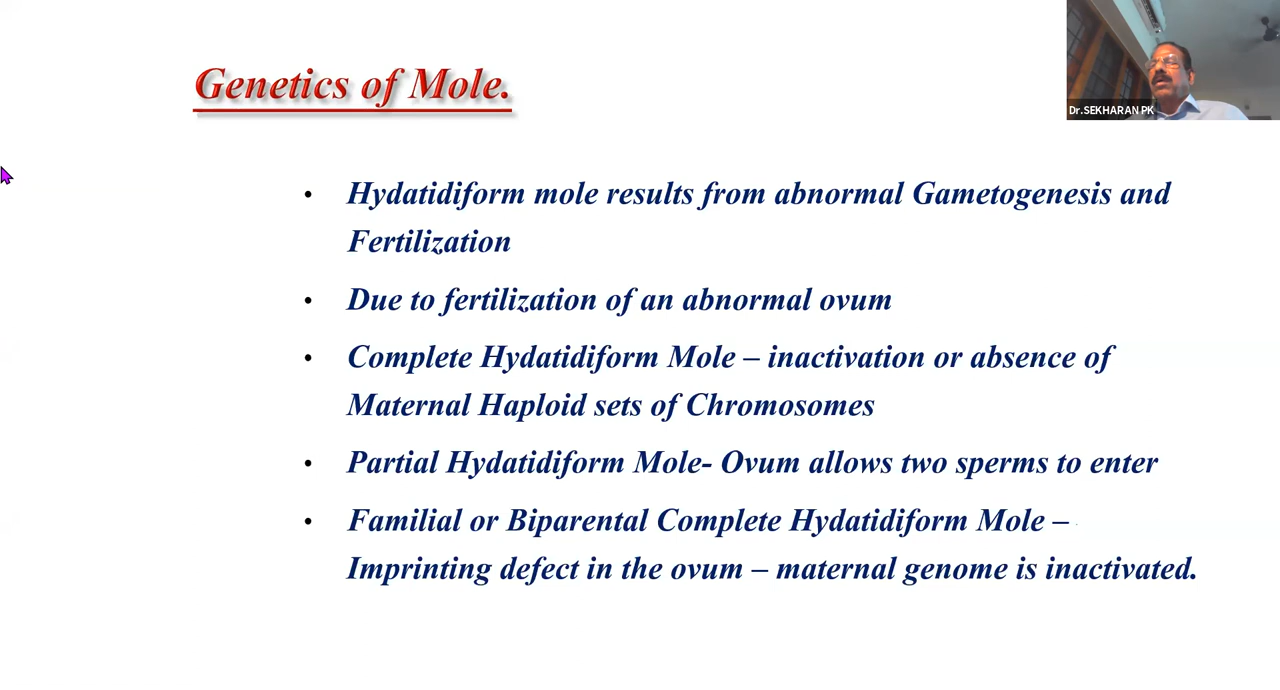 Genetics of Mole.
Dr.SEKHARAN PK
• Hydatidiform mole results from abnormal Gametogenesis and
Fertilization
• Due to fertilization of an abnormal ovum
• Complete Hydatidiform Mole – inactivation or absence of
Maternal Haploid sets of Chromosomes
• Partial Hydatidiform Mole- Ovum allows two sperms to enter
• Familial or Biparental Complete Hydatidiform Mole –
Imprinting defect in the ovum – maternal genome is inactivated.